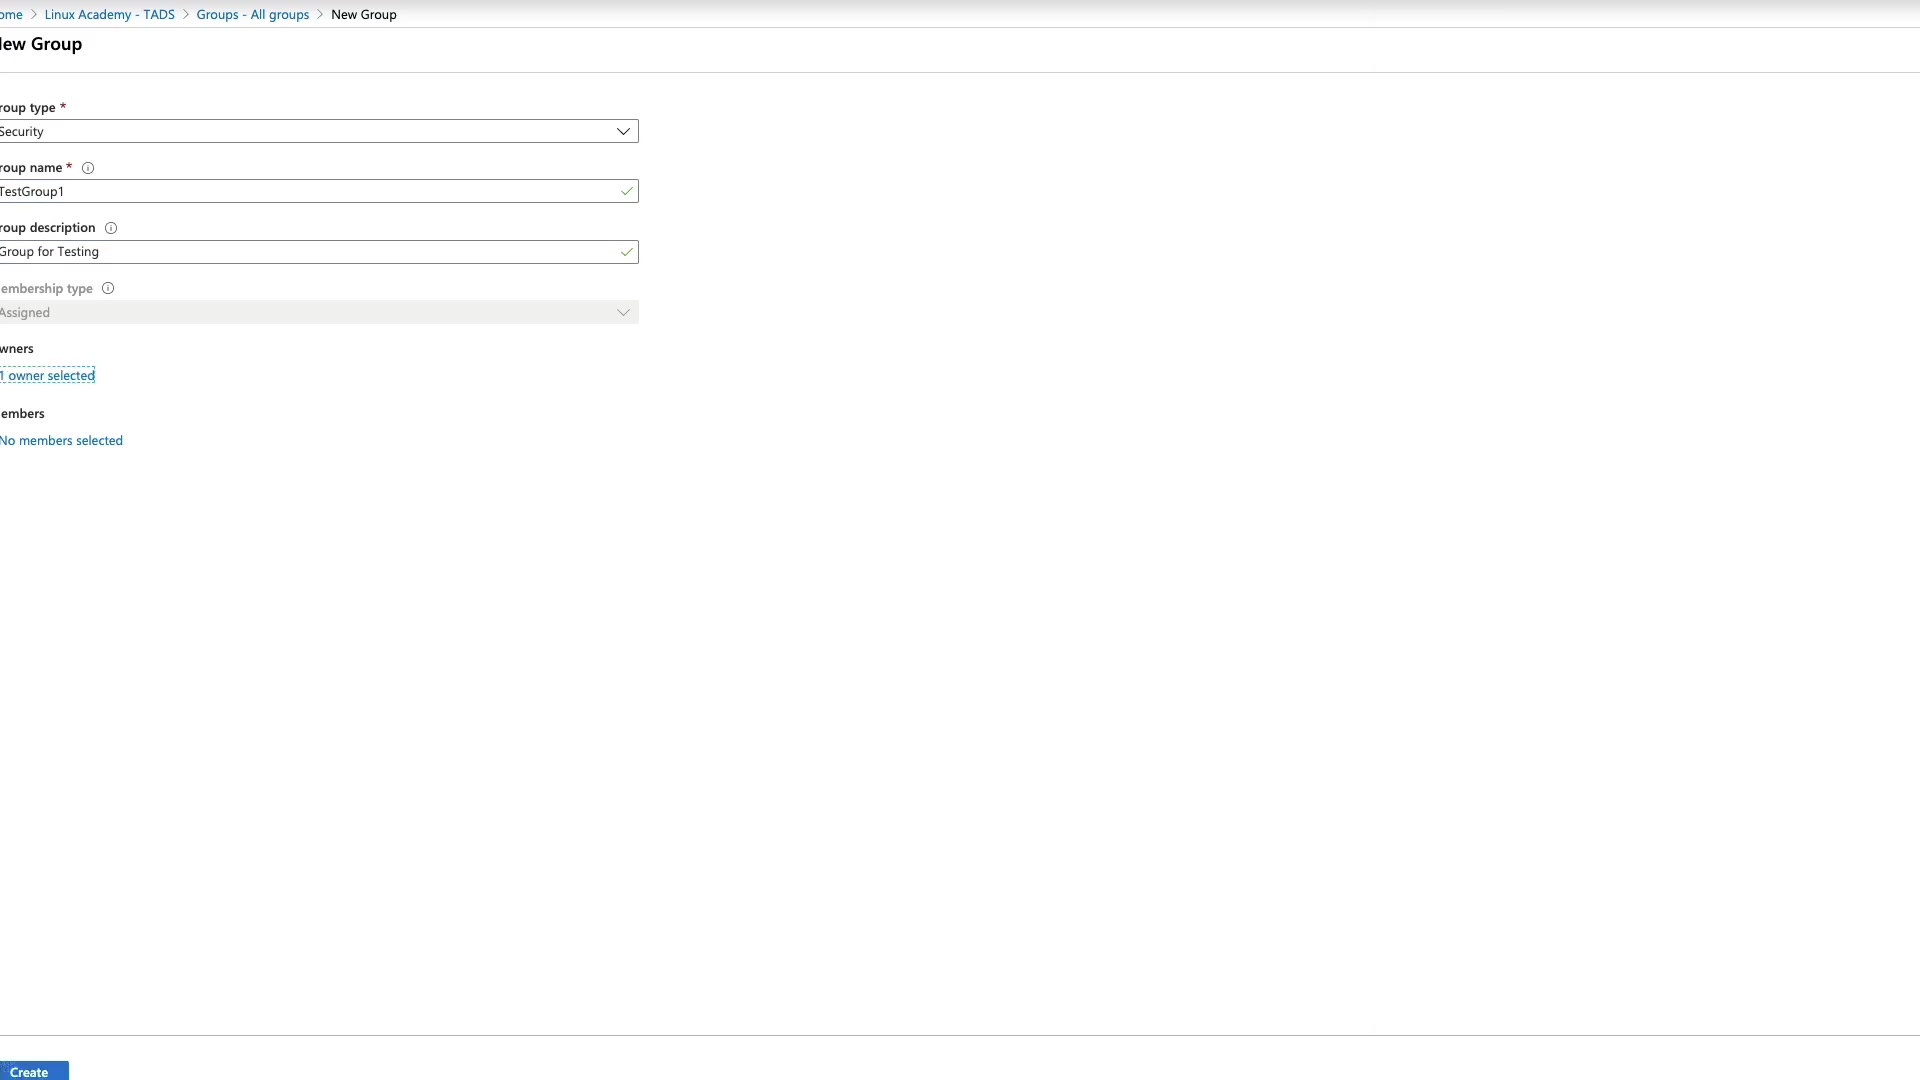 ome > Linux Academy - TADS > Groups - All groups > New Group
ew Group
roup type *
Security
roup name *
TestGroup1
roup description
Group for Testing
embership type
Assigned
wners
1 owner selected
embers
No members selected
Create